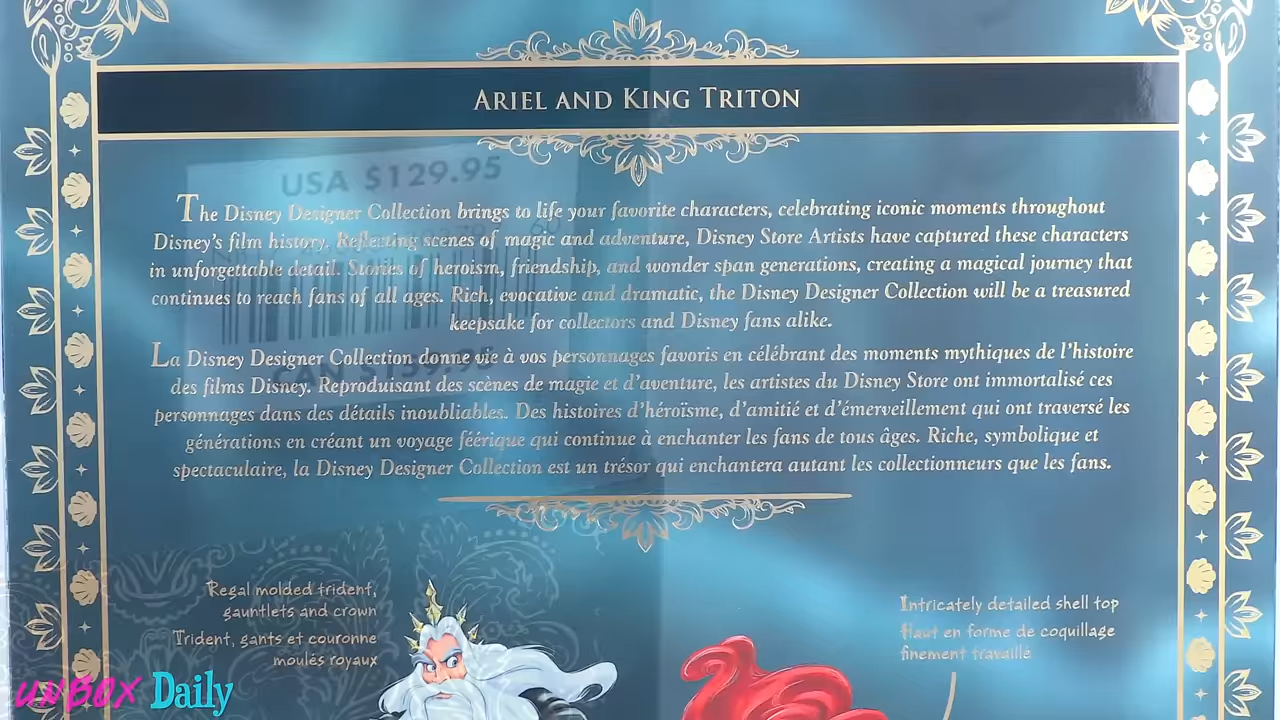 ARIEL AND KING TRITON
USA $129.95
The Disney Designer Collection brings to life your favorite characters, celebrating iconic moments throughout
Disney's film history. Reflecting scenes of magic and adventure, Disney Store Artists have captured these characters
in unforgettable detail. Stories of heroism, friendship, and wonder span generations, creating a magical journey that
continues to reach fans of all ages. Rich, evocative and dramatic, the Disney Designer Collection will be a treasured
keepsake for collectors and Disney fans alike.
La Disney Designer Collection donne vie à vos personnages favoris en célébrant des moments mythiques de l'histoire
CAN $159.95
des films Disney. Reproduisant des scènes de magie et d'aventure, les artistes du Disney Store ont immortalisé ces
personnages dans des détails inoubliables. Des histoires d'héroïsme, d'amitié et d'émerveillement qui ont traversé les
générations en créant un voyage féérique qui continue à enchanter les fans de tous âges. Riche, symbolique et
spectaculaire, la Disney Designer Collection est un trésor qui enchantera autant les collectionneurs que les fans.
Regal molded trident,
gauntlets and crown
Trident, gants et couronne
moulés royaux
Intricately detailed shell top
Haut en forme de coquillage
finement travaillé
UNBOX Daily